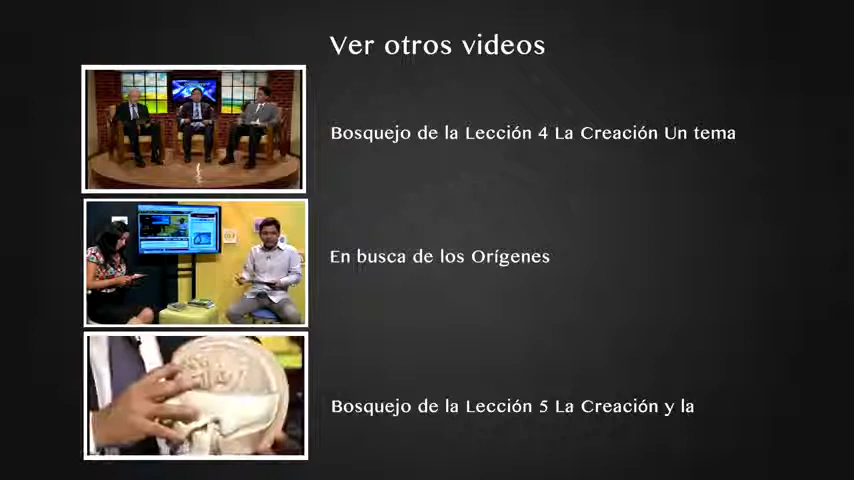 Ver otros videos
Bosquejo de la Lección 4 La Creación Un tema
En busca de los Orígenes
Bosquejo de la Lección 5 La Creación y la